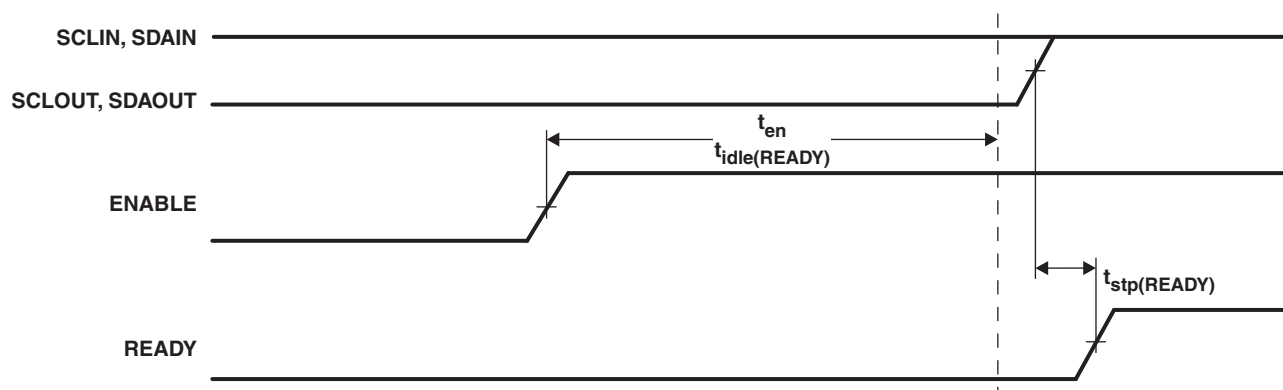 SCLIN, SDAIN
SCLOUT, SDAOUT
t_en
t_idle(READY)
ENABLE
t_stp(READY)
READY